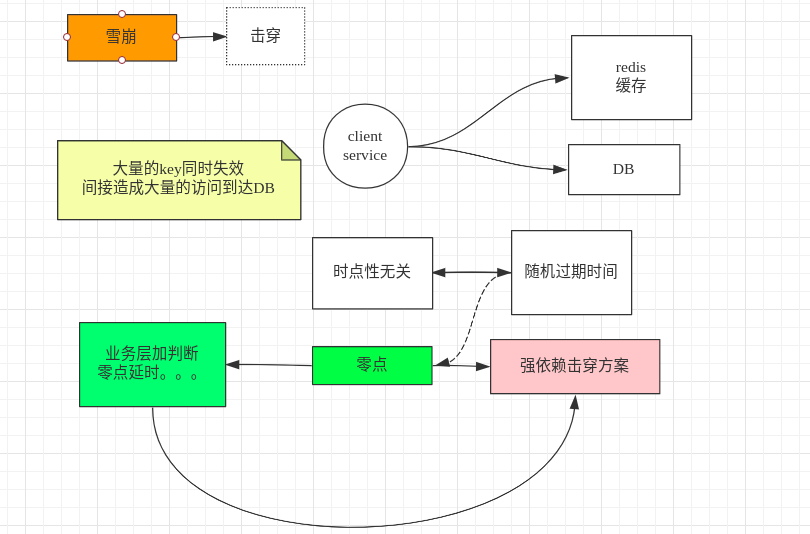 雪崩
击穿
redis
缓存
client
service
大量的key同时失效
间接造成大量的访问到达DB
DB
时点性无关
随机过期时间
业务层加判断
零点延时。。。
零点
强依赖击穿方案